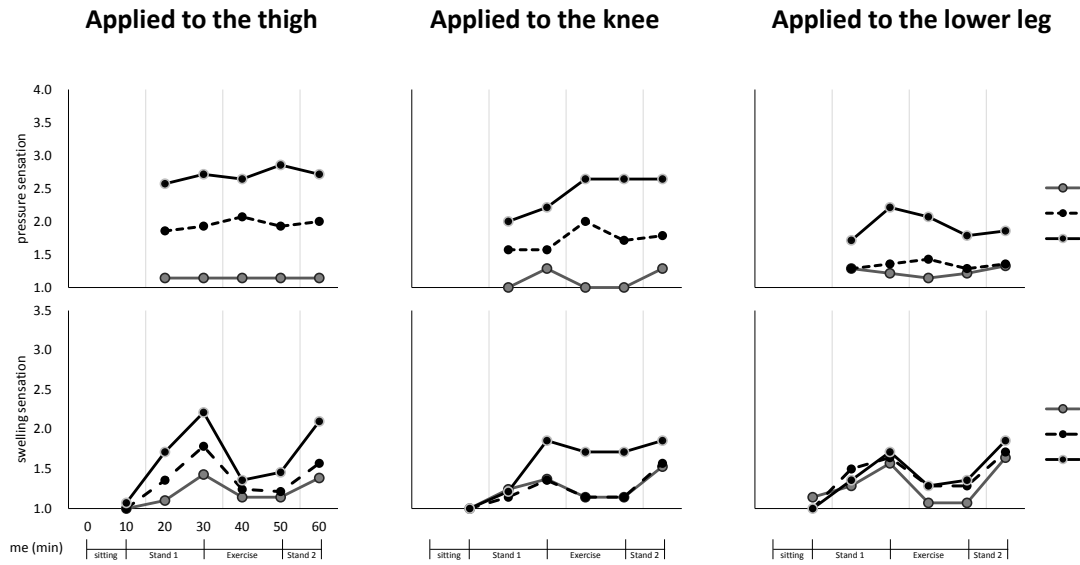 Applied to the thigh
Applied to the knee
Applied to the lower leg
pressure sensation
4.0
3.5
3.0
2.5
2.0
1.5
1.0
swelling sensation
3.5
3.0
2.5
2.0
1.5
1.0
0 10 20 30 40 50 60
me (min)
sitting Stand 1 Exercise Stand 2
sitting Stand 1 Exercise Stand 2
sitting Stand 1 Exercise Stand 2